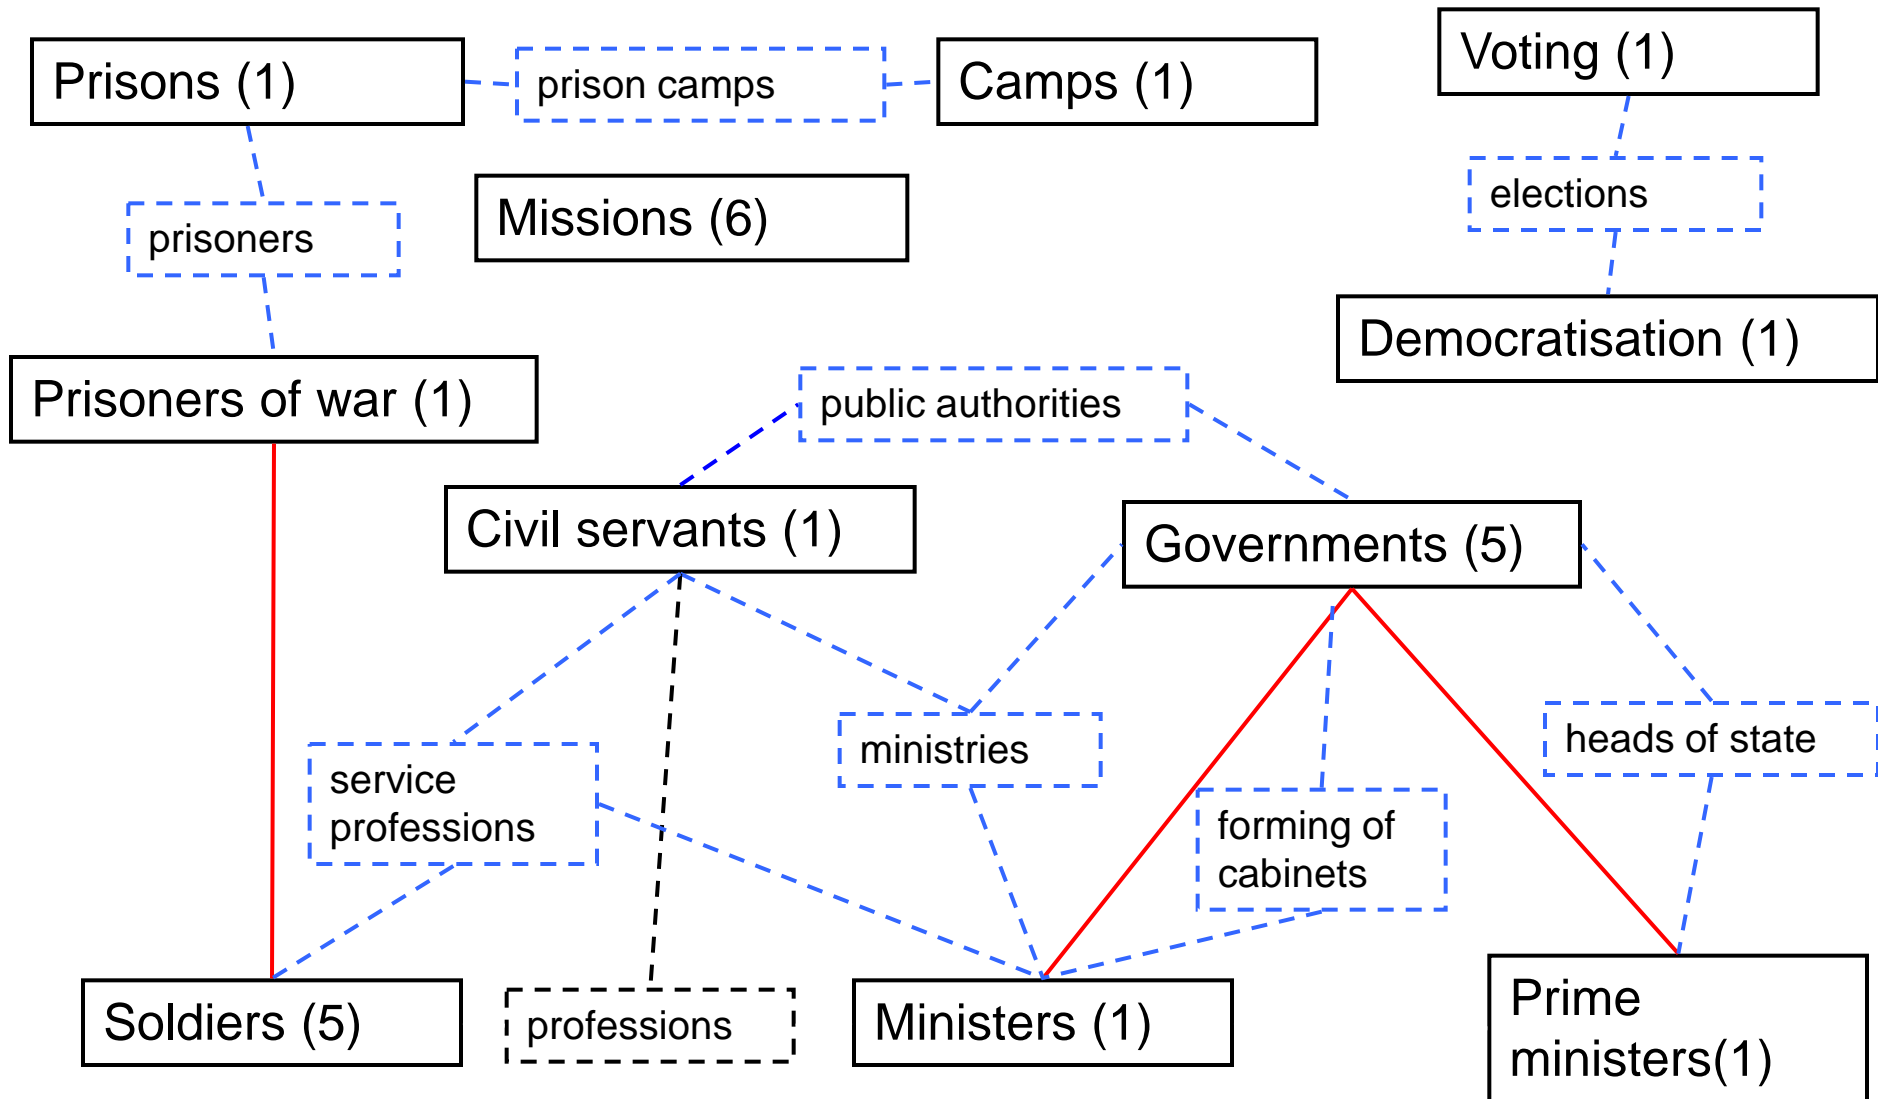 Prisons (1)
prison camps
Camps (1)
Voting (1)
prisoners
Missions (6)
elections
Democratisation (1)
Prisoners of war (1)
public authorities
Civil servants (1)
Governments (5)
service
professions
ministries
heads of state
forming of
cabinets
Soldiers (5)
professions
Ministers (1)
Prime
ministers(1)